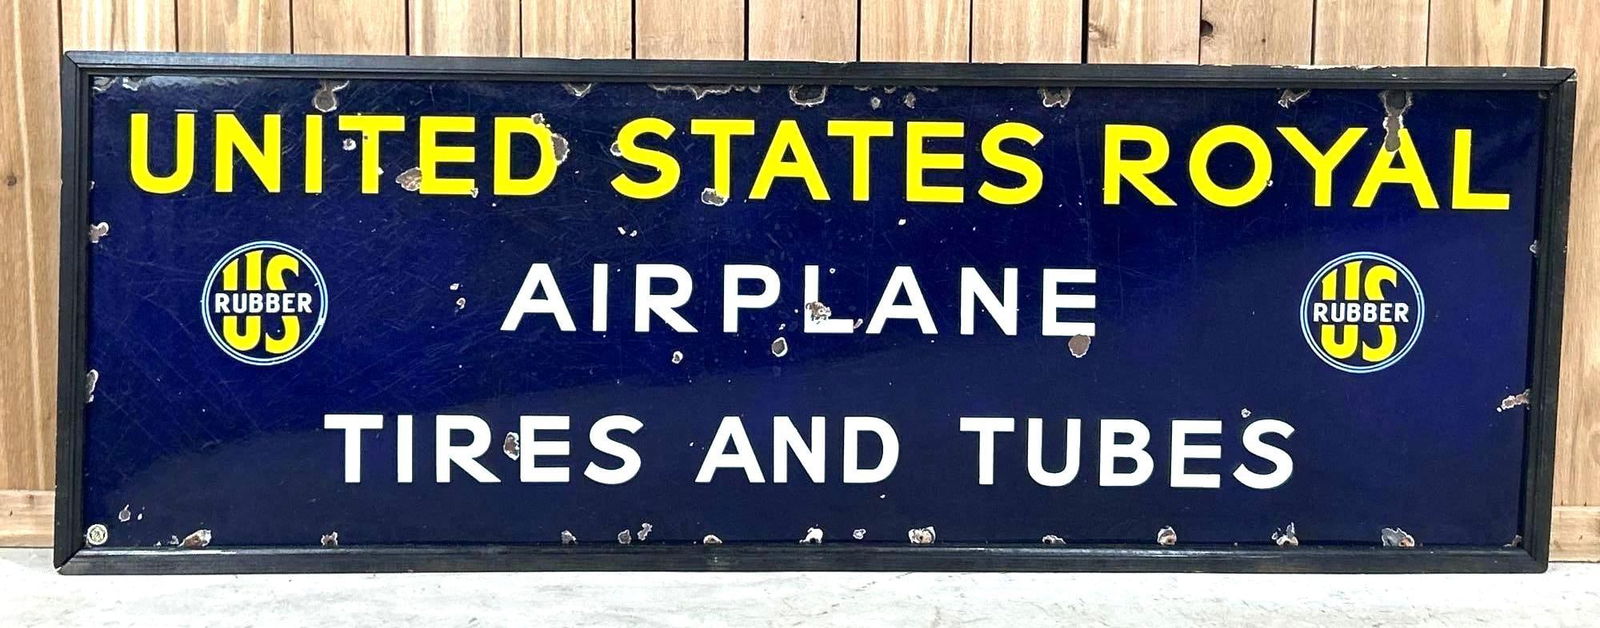 UNITED STATES ROYAL
US
RUBBER
AIRPLANE
US
RUBBER
TIRES AND TUBES